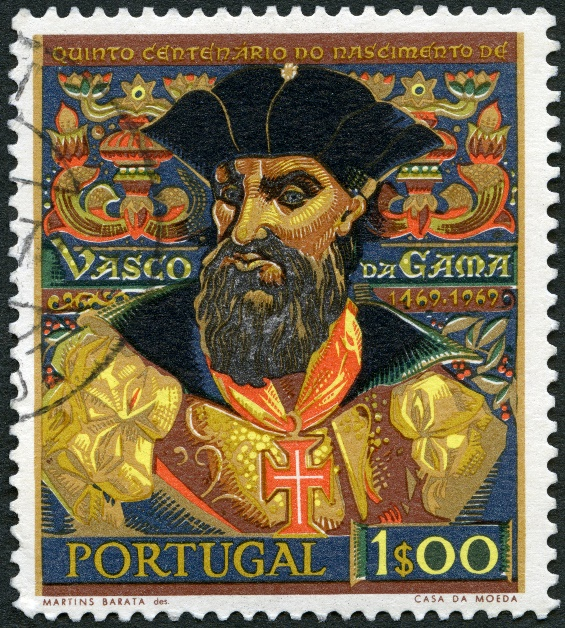 QUINTO CENTENÁRIO DO NASCIMENTO DE
VASCO DA GAMA
1469·1969
PORTUGAL 1$00
MARTINS BARATA des. CASA DA MOEDA